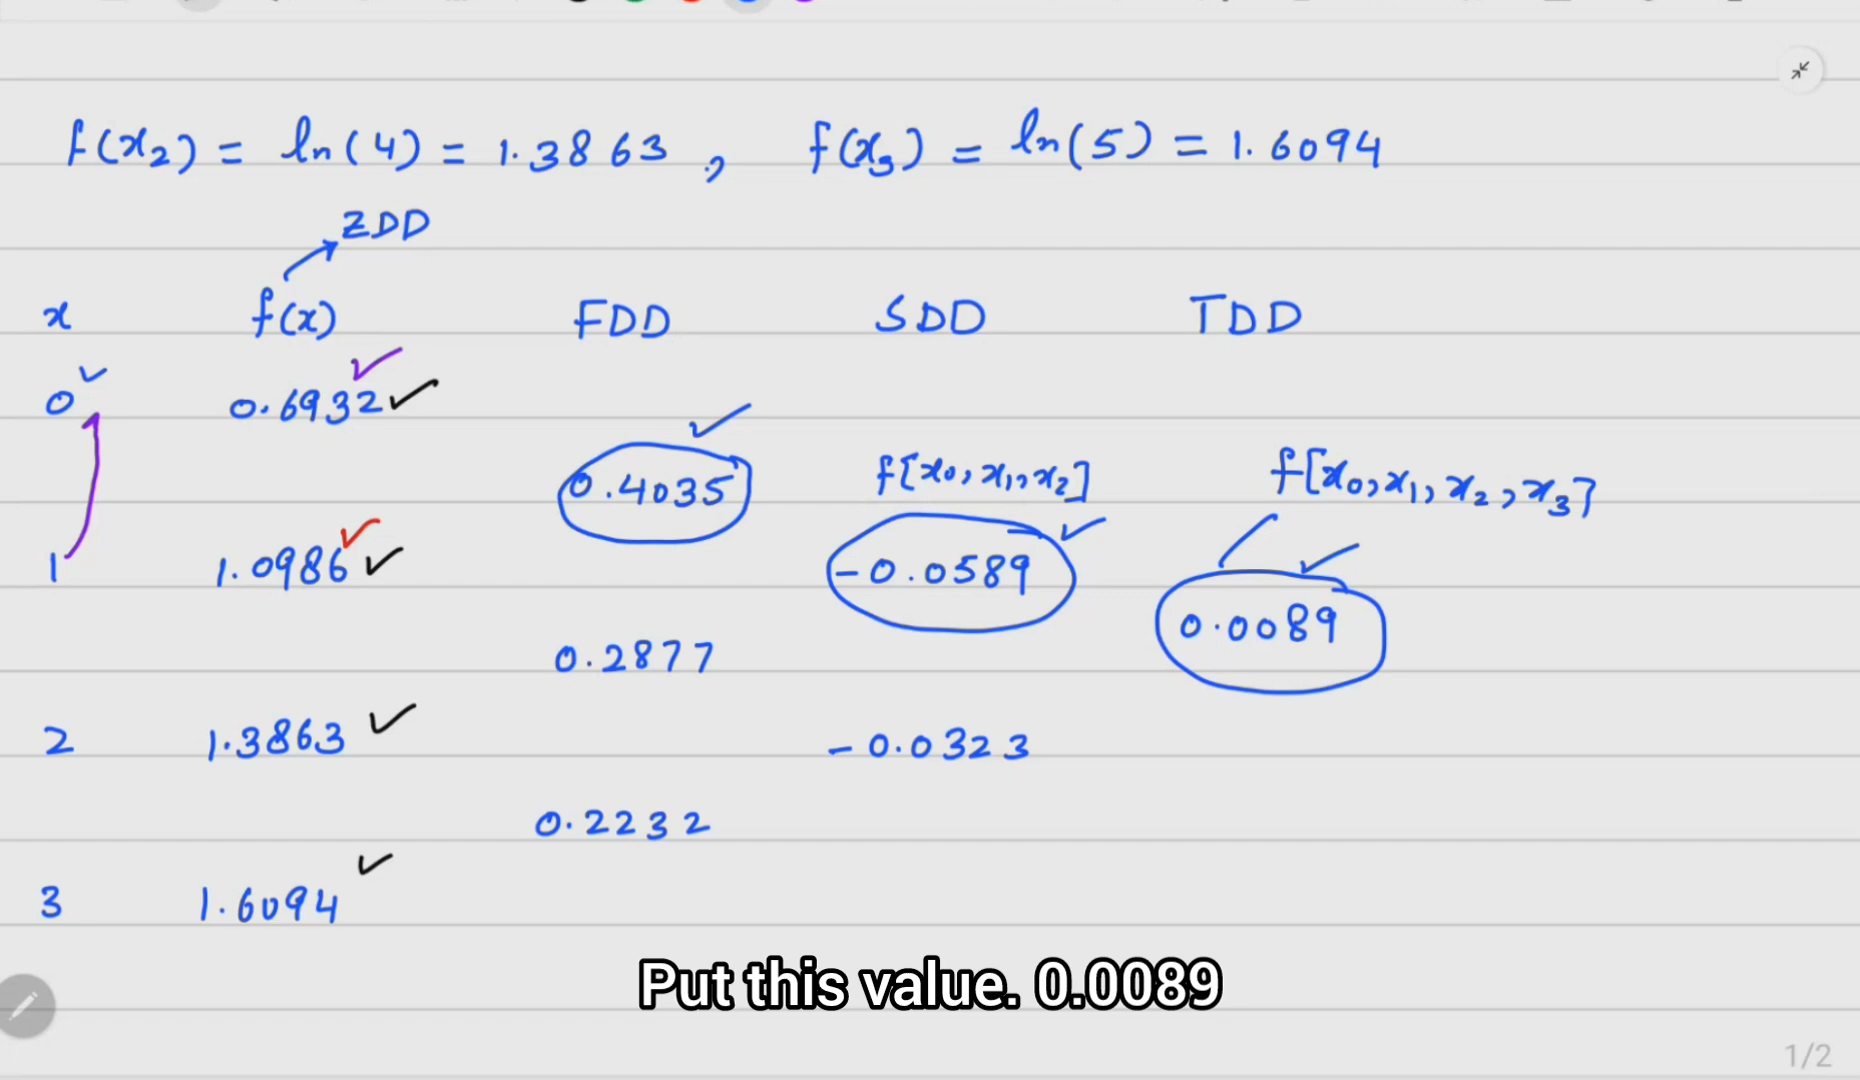 f(x₂) = ln(4) = 1.3863 , f(x₃) = ln(5) = 1.6094
ZDD
x f(x) FDD SDD TDD
0 0.6932
0.4035 f[x₀, x₁, x₂] f[x₀, x₁, x₂, x₃]
1 1.0986 -0.0589 0.0089
0.2877
2 1.3863 -0.0323
0.2232
3 1.6094
Put this value. 0.0089
1/2